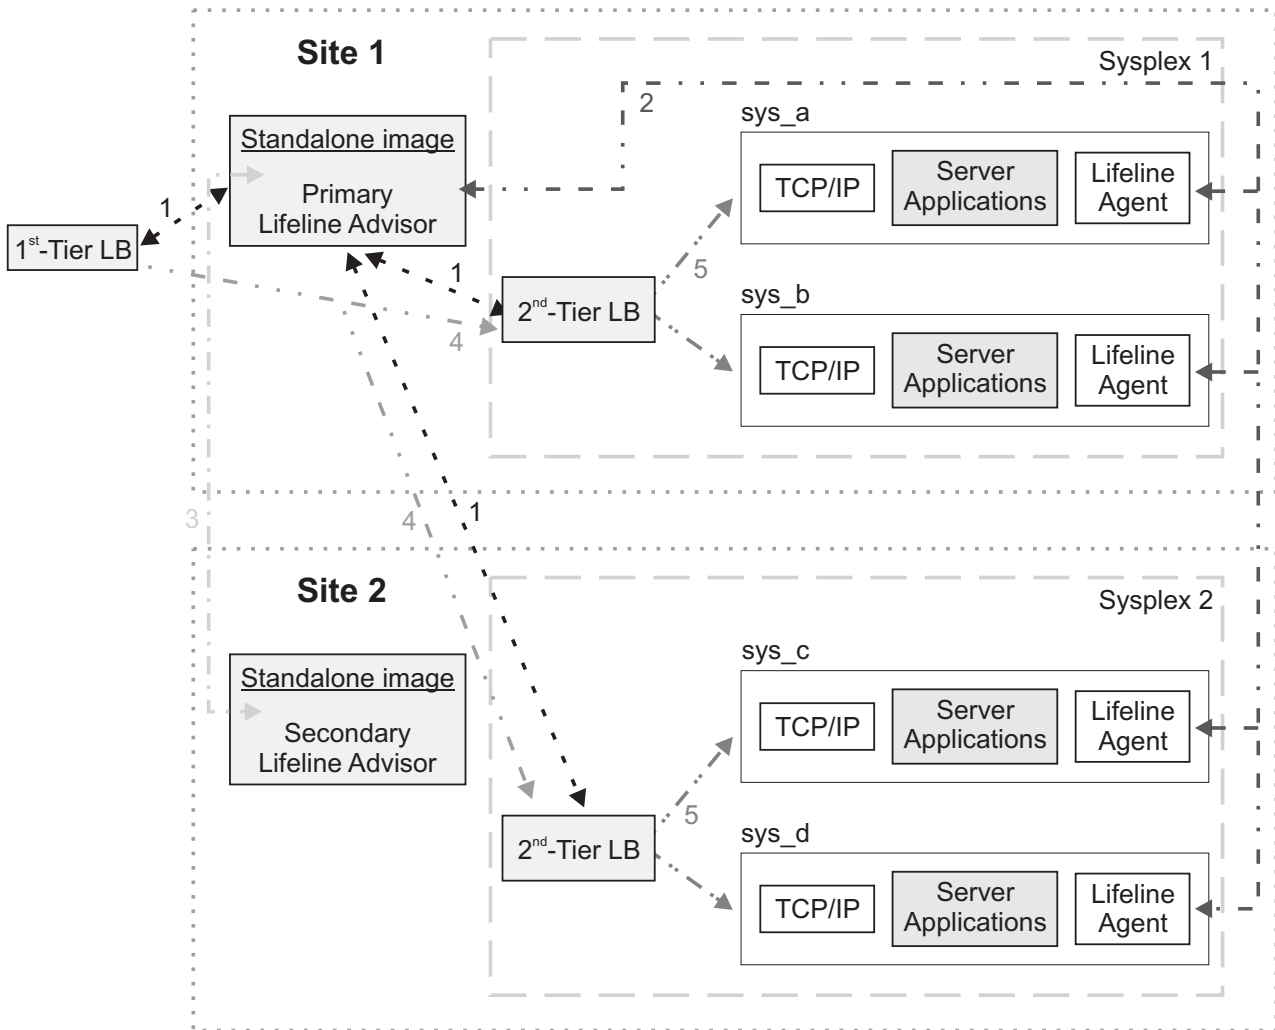 Site 1
Sysplex 1
2
sys_a
Standalone image
Primary
Lifeline Advisor
TCP/IP
Server
Applications
Lifeline
Agent
1
1st-Tier LB
1
5
sys_b
2nd-Tier LB
4
TCP/IP
Server
Applications
Lifeline
Agent
3
4
1
Site 2
Sysplex 2
sys_c
Standalone image
Secondary
Lifeline Advisor
TCP/IP
Server
Applications
Lifeline
Agent
5
sys_d
2nd-Tier LB
TCP/IP
Server
Applications
Lifeline
Agent